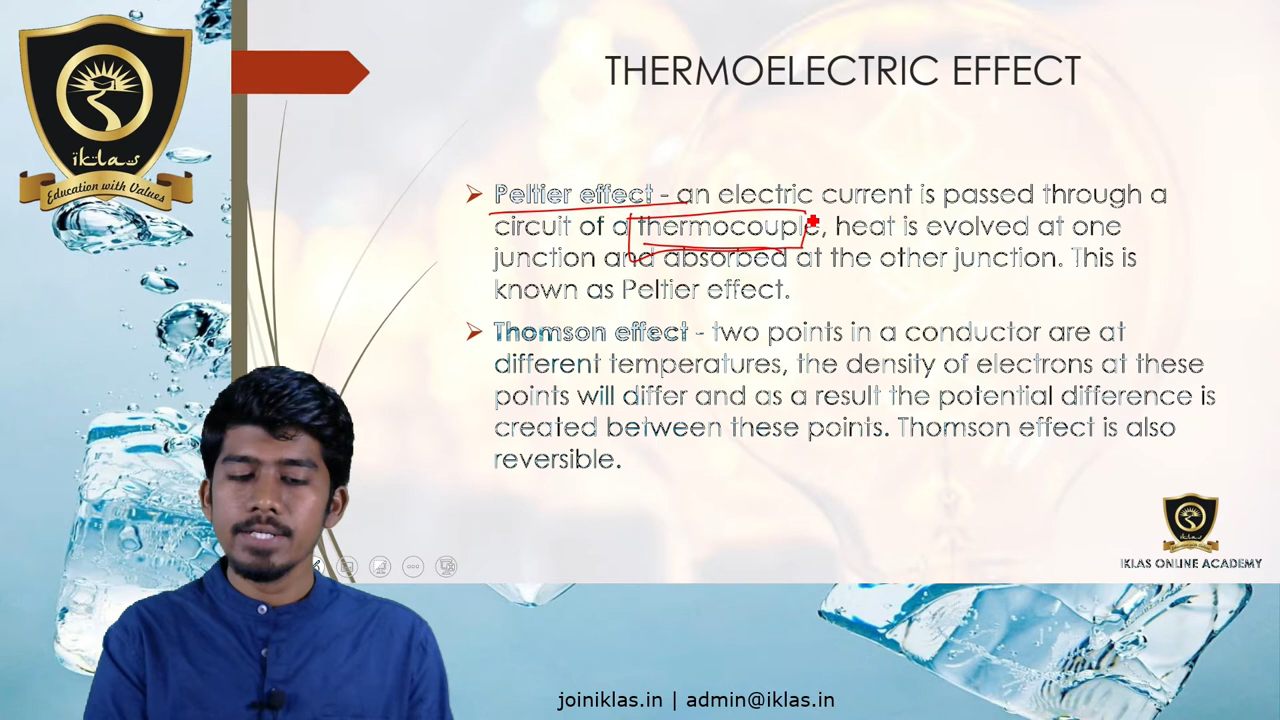 iklas
Education with Values
THERMOELECTRIC EFFECT
Peltier effect - an electric current is passed through a
circuit of a thermocouple, heat is evolved at one
junction and absorbed at the other junction. This is
known as Peltier effect.
Thomson effect - two points in a conductor are at
different temperatures, the density of electrons at these
points will differ and as a result the potential difference is
created between these points. Thomson effect is also
reversible.
iklas
IKLAS ONLINE ACADEMY
joiniklas.in | admin@iklas.in